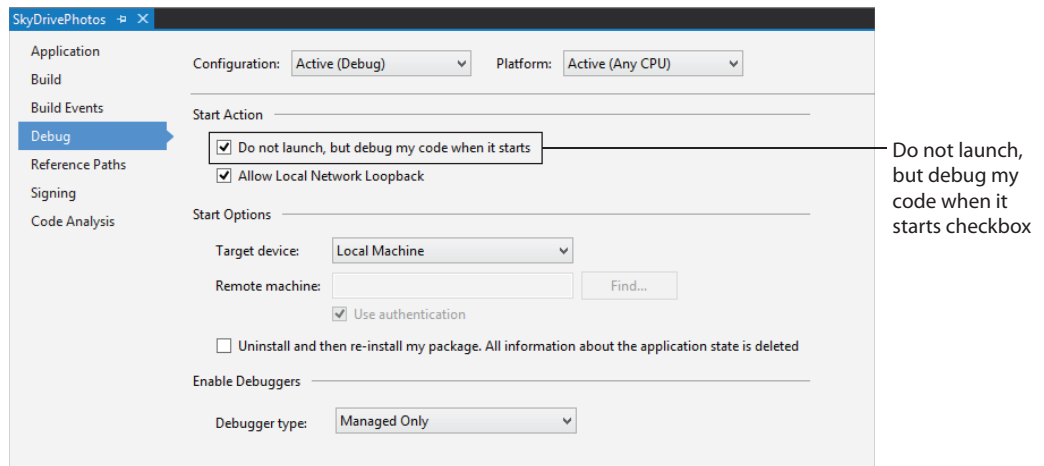 SkyDrivePhotos
Application
Build
Build Events
Debug
Reference Paths
Signing
Code Analysis
Configuration: Active (Debug) Platform: Active (Any CPU)
Start Action
Do not launch, but debug my code when it starts
Allow Local Network Loopback
Start Options
Target device: Local Machine
Remote machine: Find...
Use authentication
Uninstall and then re-install my package. All information about the application state is deleted
Enable Debuggers
Debugger type: Managed Only
Do not launch,
but debug my
code when it
starts checkbox